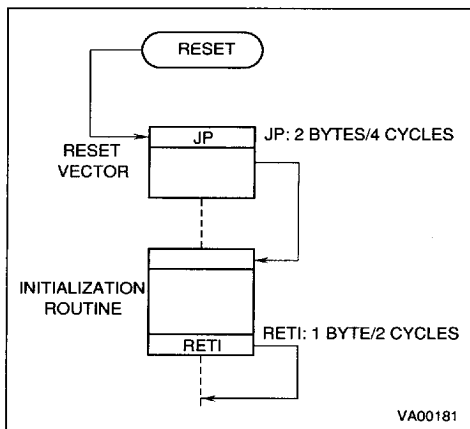 RESET
JP
JP: 2 BYTES/4 CYCLES
RESET
VECTOR
INITIALIZATION
ROUTINE
RETI: 1 BYTE/2 CYCLES
RETI
VA00181